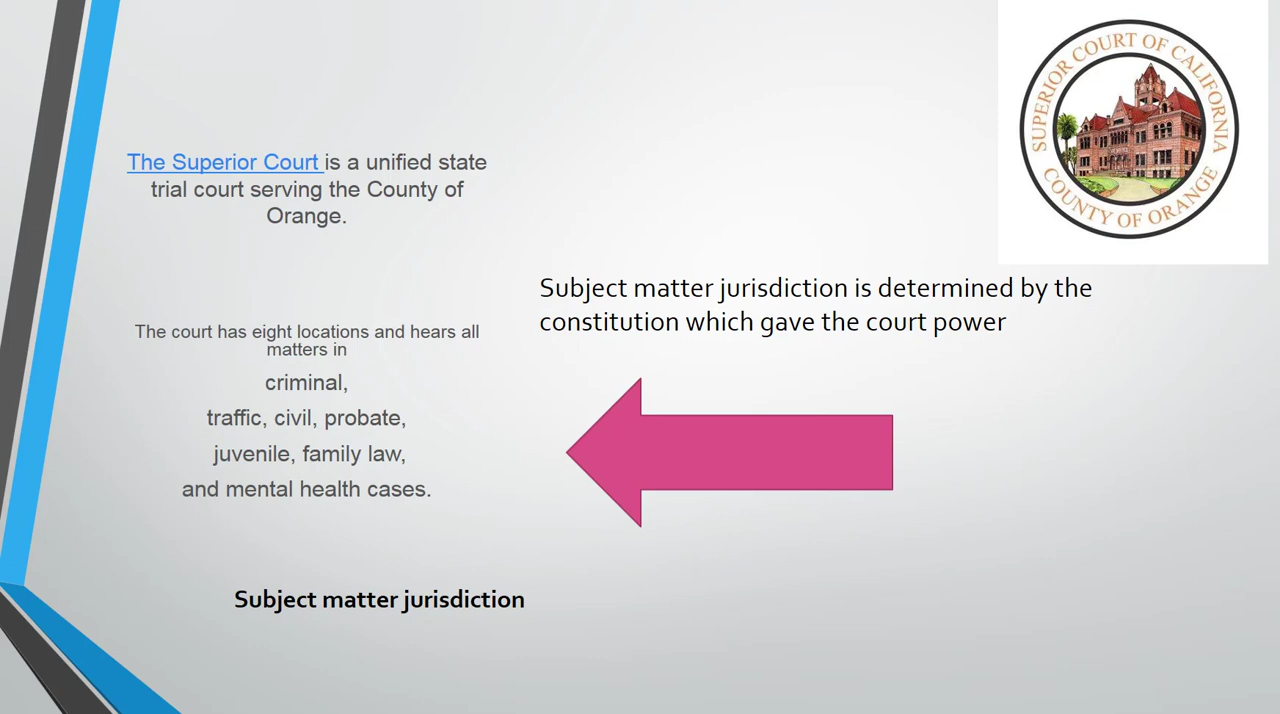 SUPERIOR COURT OF CALIFORNIA
COUNTY OF ORANGE
The Superior Court is a unified state
trial court serving the County of
Orange.
Subject matter jurisdiction is determined by the
constitution which gave the court power
The court has eight locations and hears all
matters in
criminal,
traffic, civil, probate,
juvenile, family law,
and mental health cases.
Subject matter jurisdiction